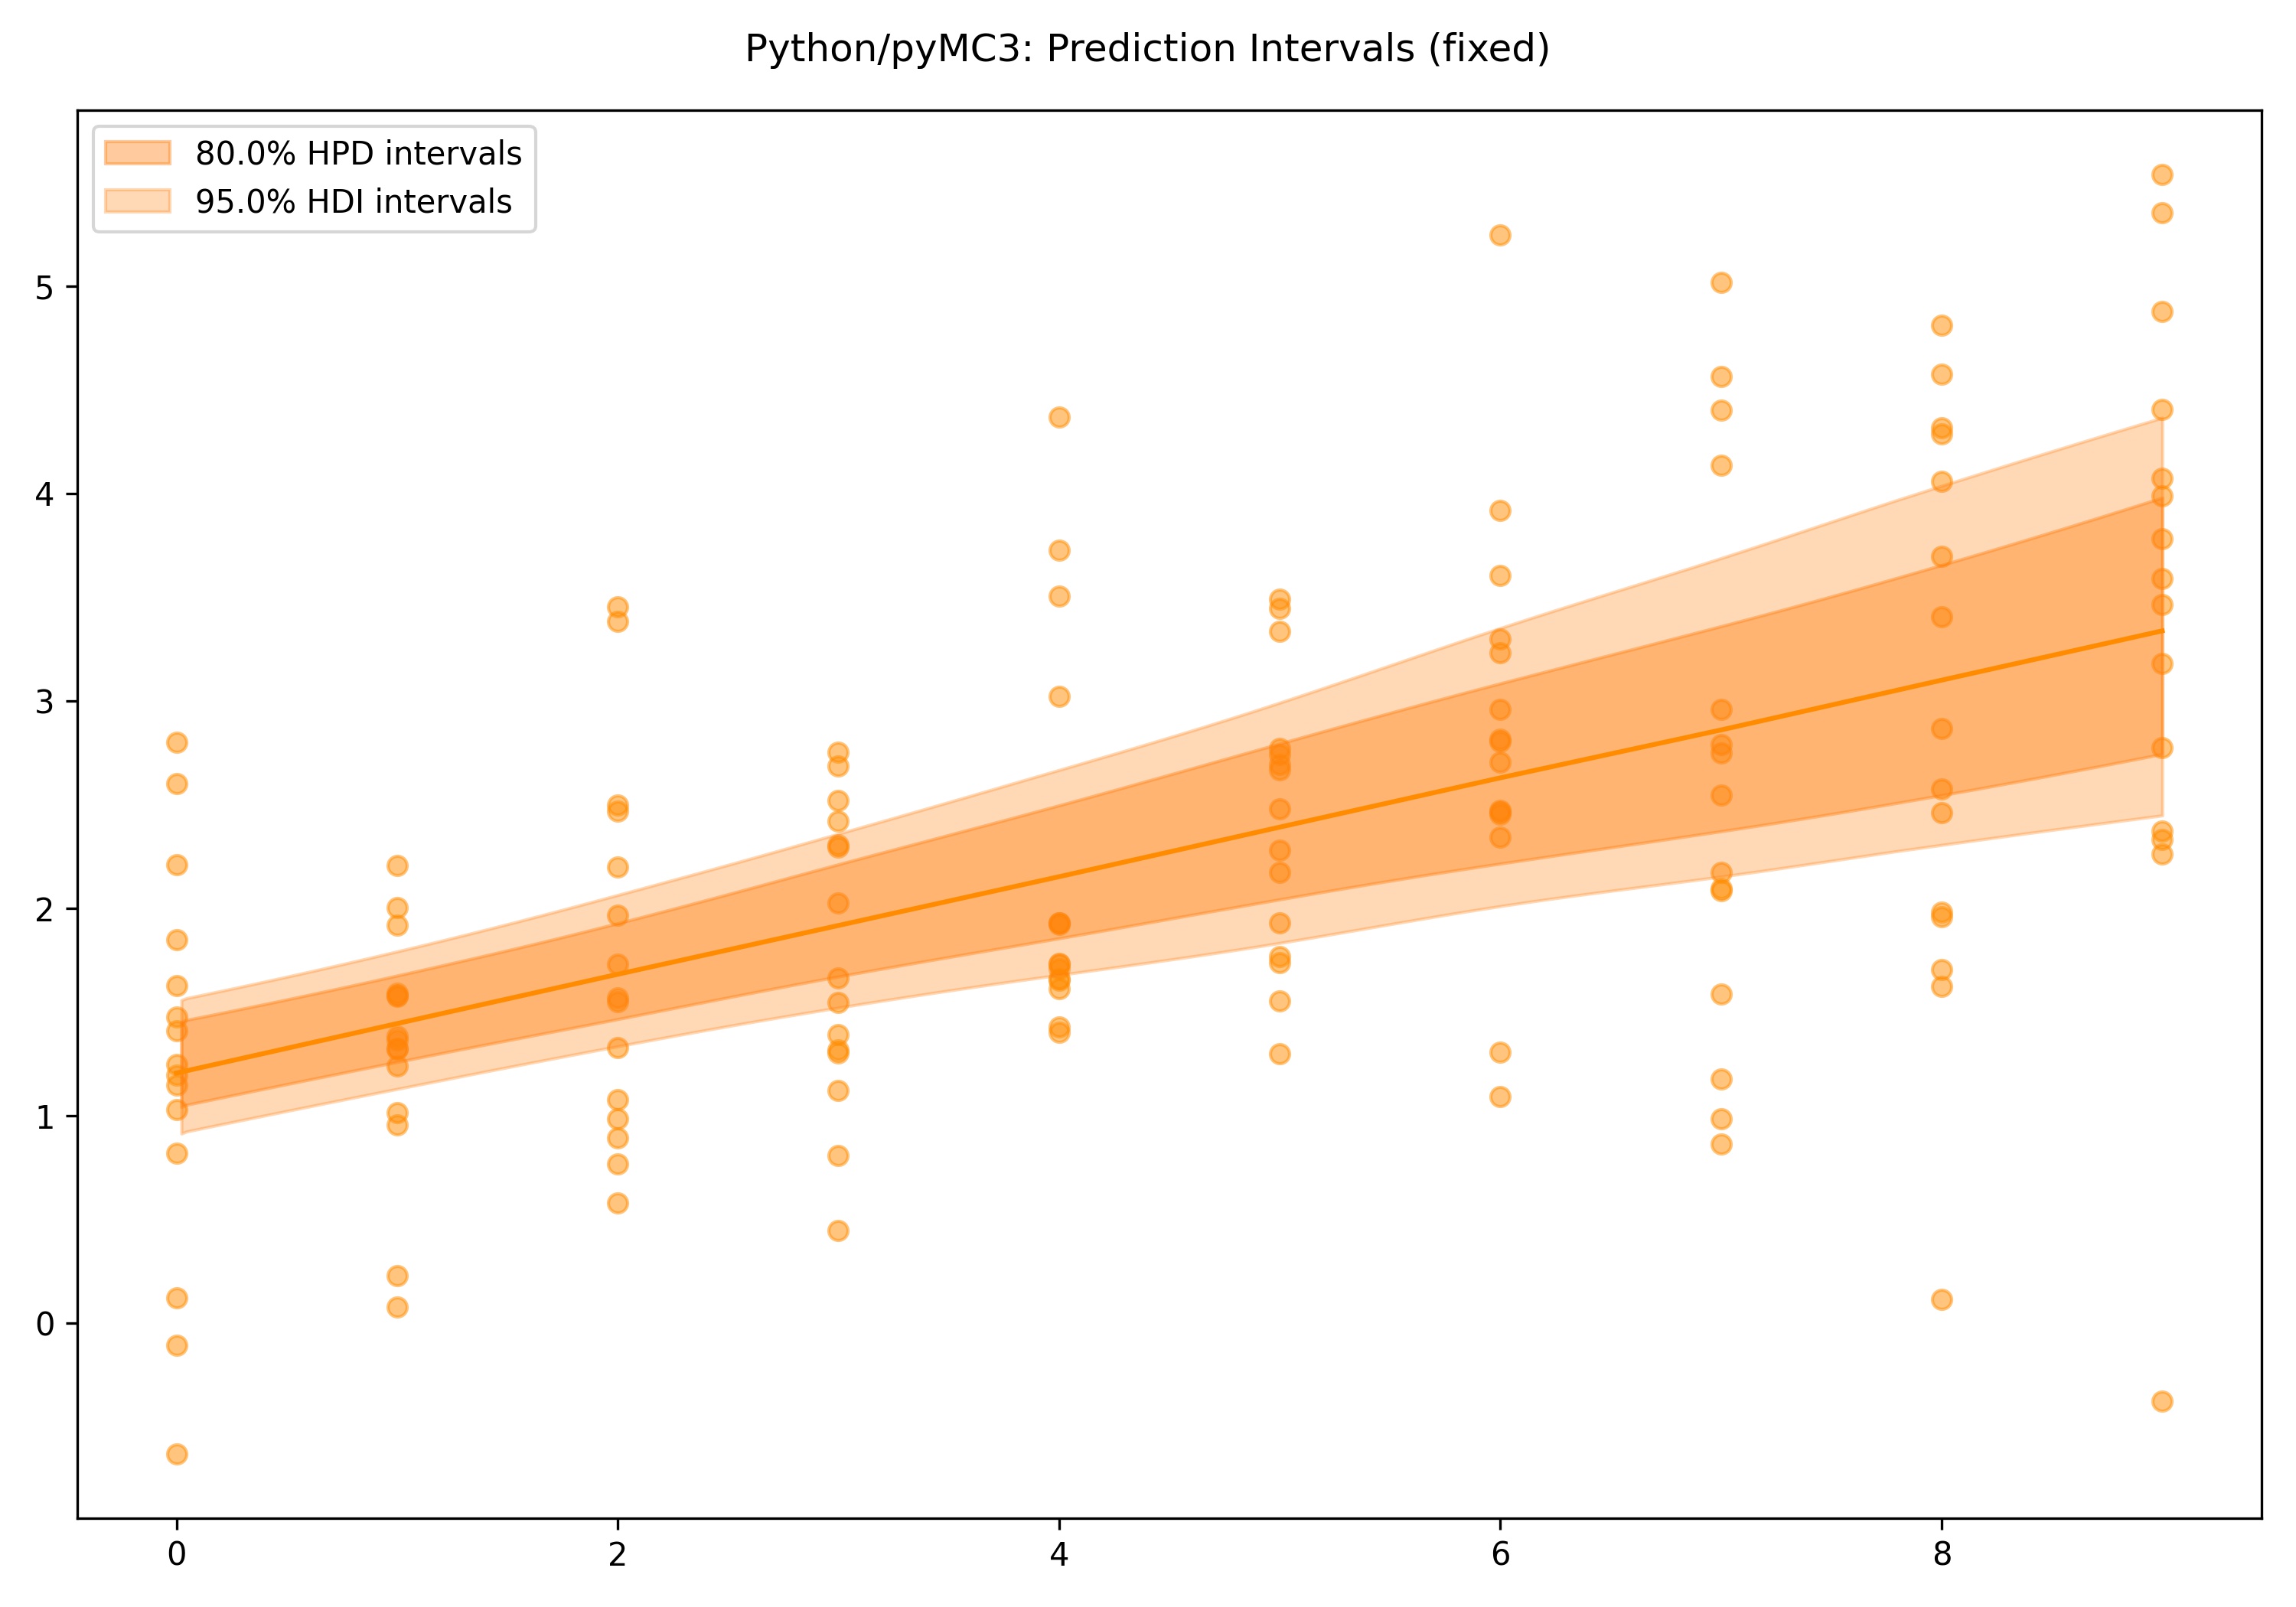 Python/pyMC3: Prediction Intervals (fixed)
80.0% HPD intervals
95.0% HDI intervals
5
4
3
2
1
0
0 2 4 6 8